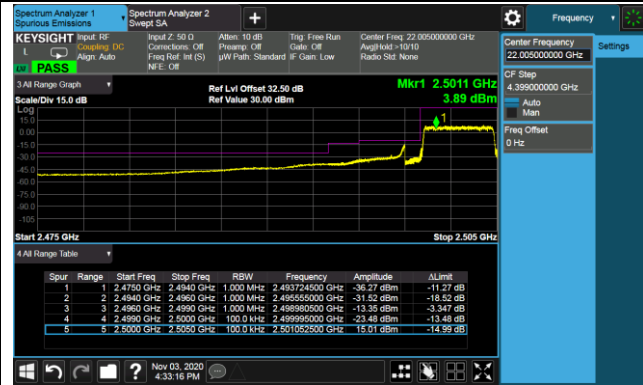 Spectrum Analyzer 1
Spurious Emissions
Spectrum Analyzer 2
Swept SA
+
Frequency
KEYSIGHT
L
LNI PASS
Input: RF
Coupling: DC
Align: Auto
Input Z: 50 Ω
Corrections: Off
Freq Ref: Int (S)
NFE: Off
Atten: 10 dB
Preamp: Off
µW Path: Standard
Trig: Free Run
Gate: Off
IF Gain: Low
Center Freq: 22.005000000 GHz
Avg|Hold:>10/10
Radio Std: None
Center Frequency
22.005000000 GHz
Settings
CF Step
4.399000000 GHz
Auto
Man
Freq Offset
0 Hz
3 All Range Graph
Scale/Div 15.0 dB
Ref Lvl Offset 32.50 dB
Ref Value 30.00 dBm
Mkr1 2.5011 GHz
3.89 dBm
Log
15.0
0.00
-15.0
-30.0
-45.0
-60.0
-75.0
-90.0
-105
1
Start 2.475 GHz
Stop 2.505 GHz
4 All Range Table
Spur Range Start Freq Stop Freq RBW Frequency Amplitude ΔLimit
1 1 2.4750 GHz 2.4940 GHz 1.000 MHz 2.493724500 GHz -36.27 dBm -11.27 dB
2 2 2.4940 GHz 2.4960 GHz 1.000 MHz 2.495555000 GHz -31.52 dBm -18.52 dB
3 3 2.4960 GHz 2.4990 GHz 1.000 MHz 2.498980500 GHz -13.35 dBm -3.347 dB
4 4 2.4990 GHz 2.5000 GHz 100.0 kHz 2.499995000 GHz -23.48 dBm -13.48 dB
5 5 2.5000 GHz 2.5050 GHz 100.0 kHz 2.501052500 GHz 15.01 dBm -14.99 dB
?
Nov 03, 2020
4:33:16 PM